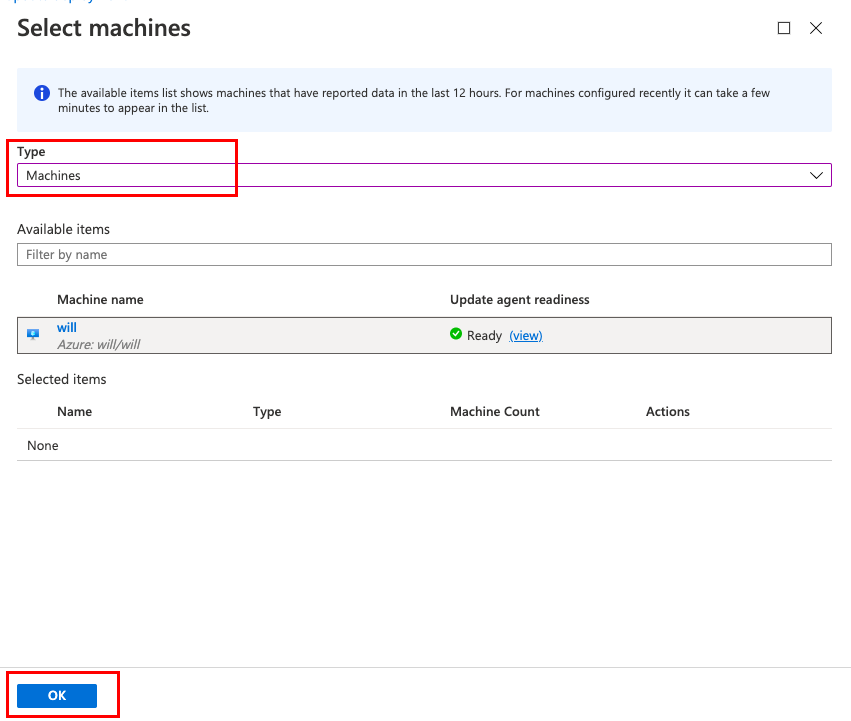 Select machines
The available items list shows machines that have reported data in the last 12 hours. For machines configured recently it can take a few
minutes to appear in the list.
Type
Machines
Available items
Filter by name
Machine name Update agent readiness
will
Azure: will/will
Ready (view)
Selected items
Name Type Machine Count Actions
None
OK